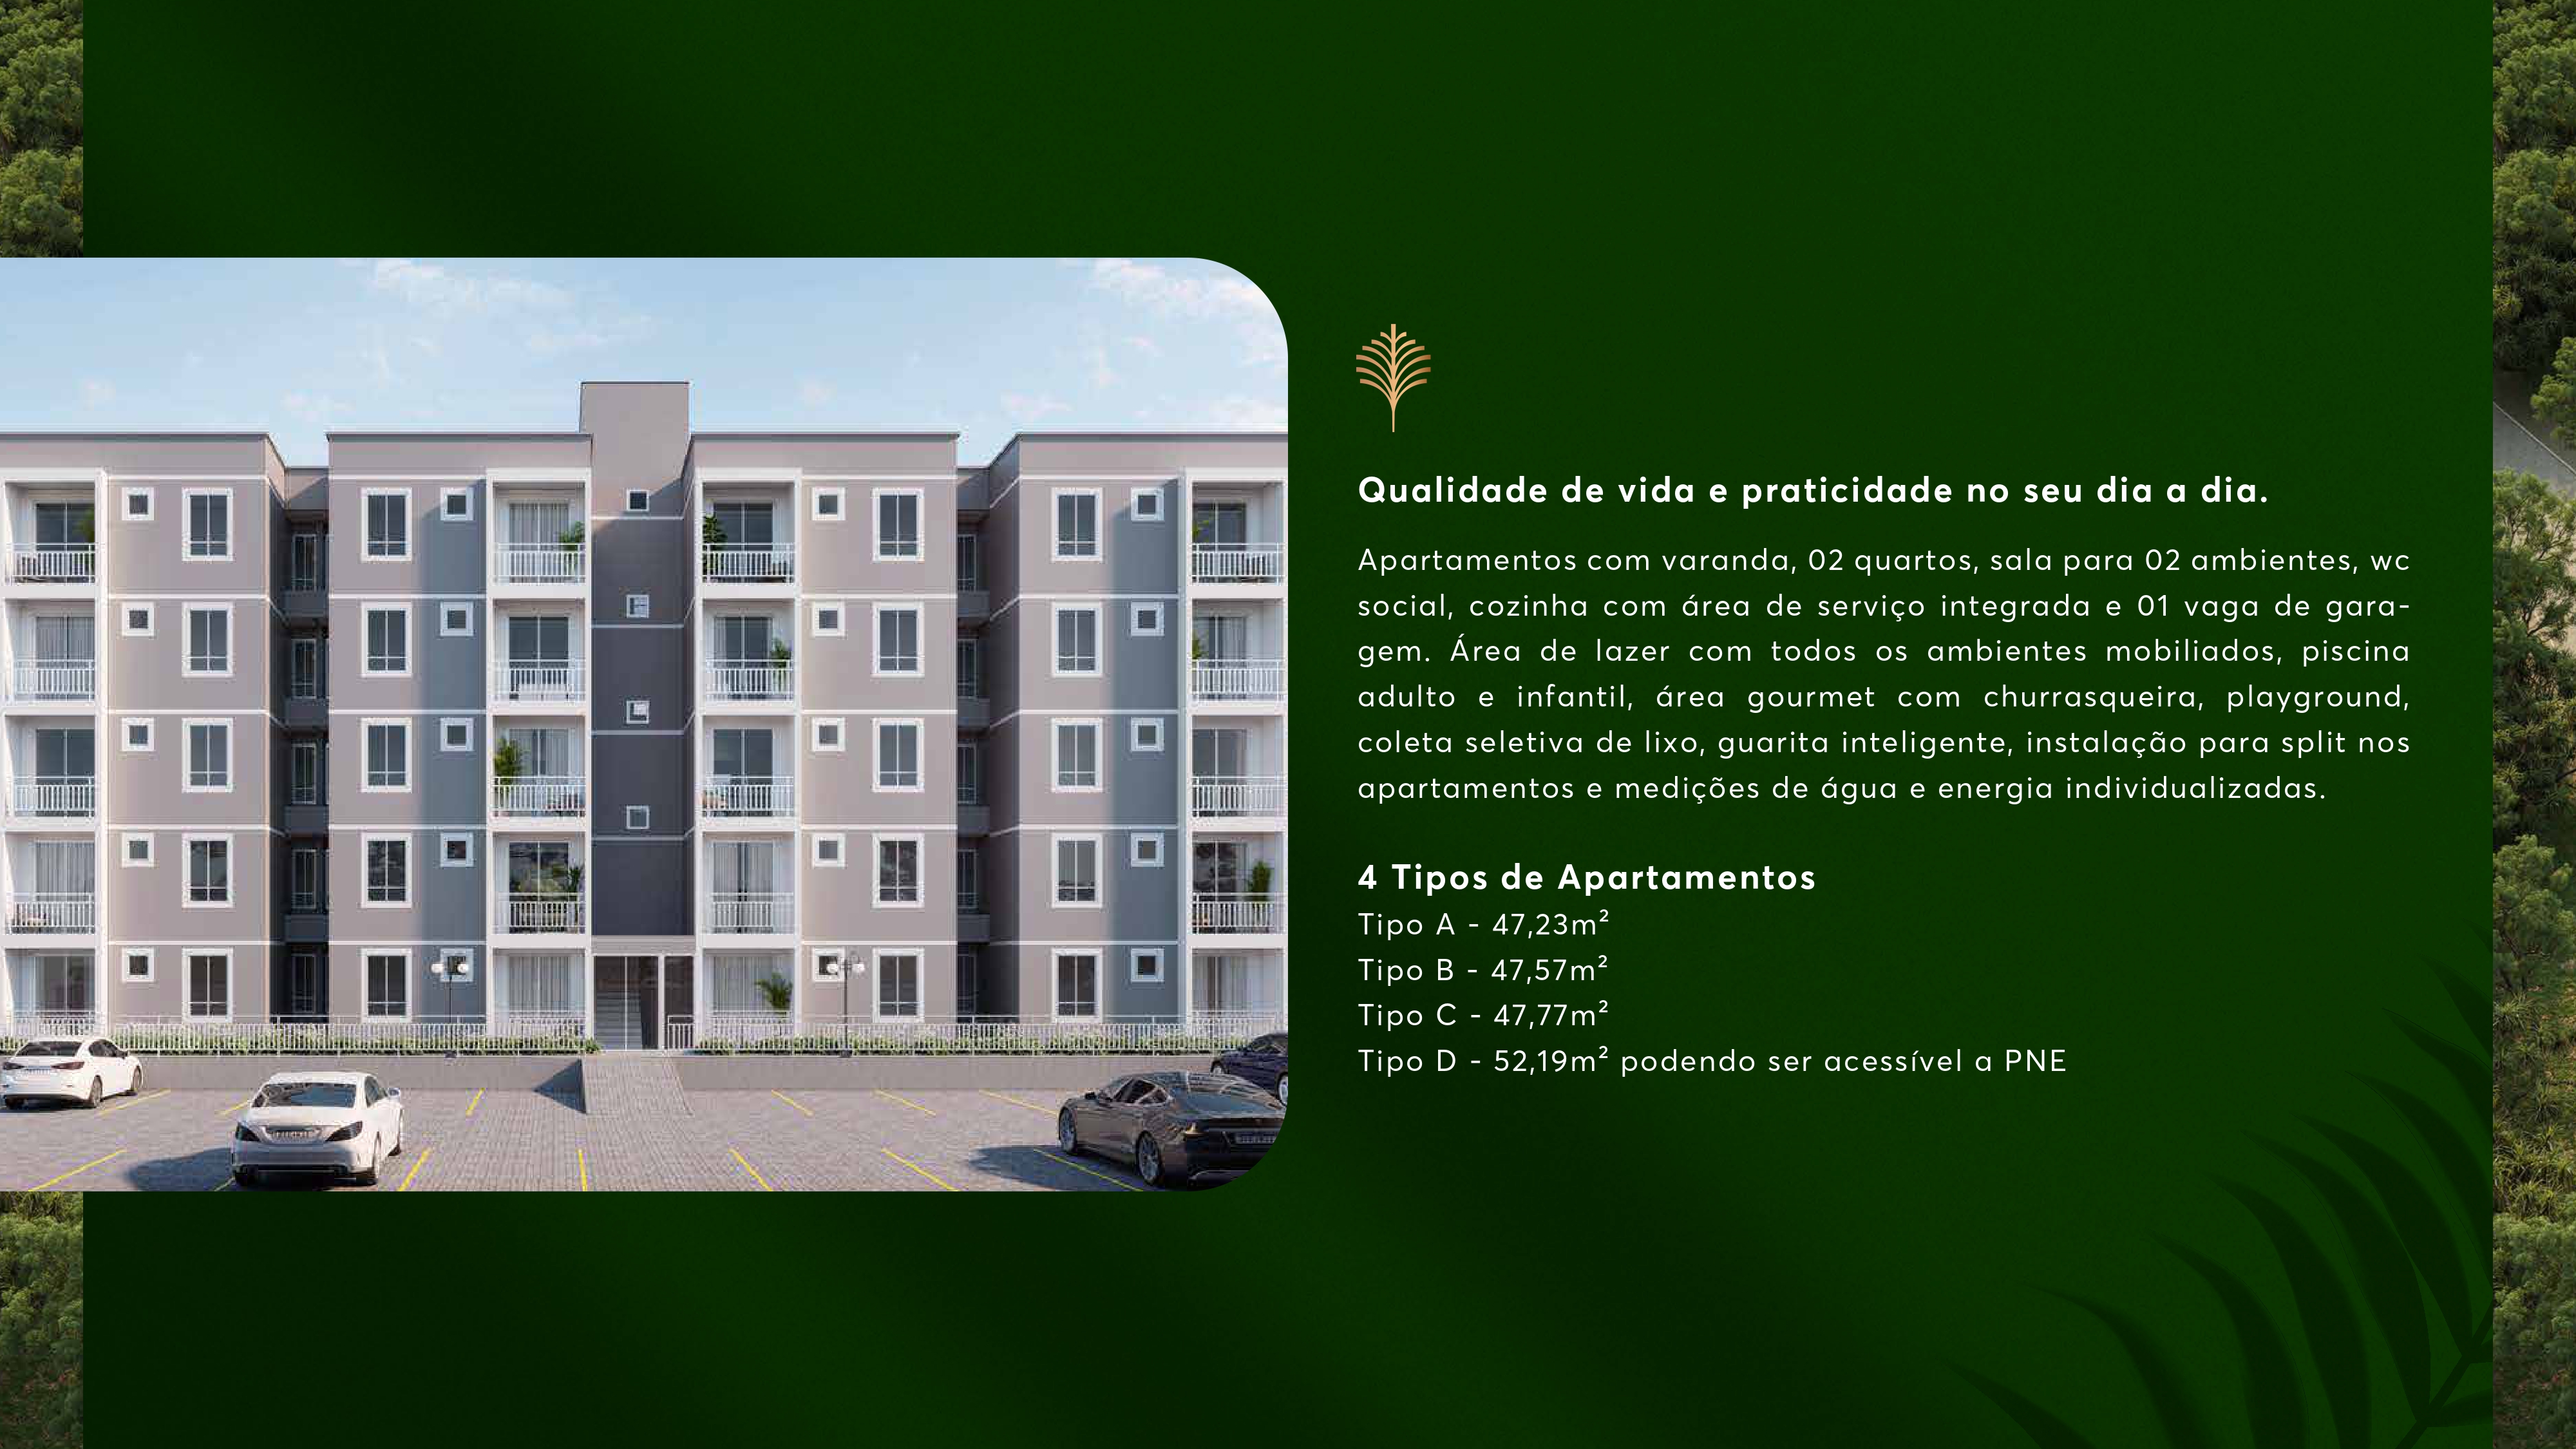 Qualidade de vida e praticidade no seu dia a dia.
Apartamentos com varanda, 02 quartos, sala para 02 ambientes, wc
social, cozinha com área de serviço integrada e 01 vaga de gara-
gem. Área de lazer com todos os ambientes mobiliados, piscina
adulto e infantil, área gourmet com churrasqueira, playground,
coleta seletiva de lixo, guarita inteligente, instalação para split nos
apartamentos e medições de água e energia individualizadas.
4 Tipos de Apartamentos
Tipo A - 47,23m²
Tipo B - 47,57m²
Tipo C - 47,77m²
Tipo D - 52,19m² podendo ser acessível a PNE